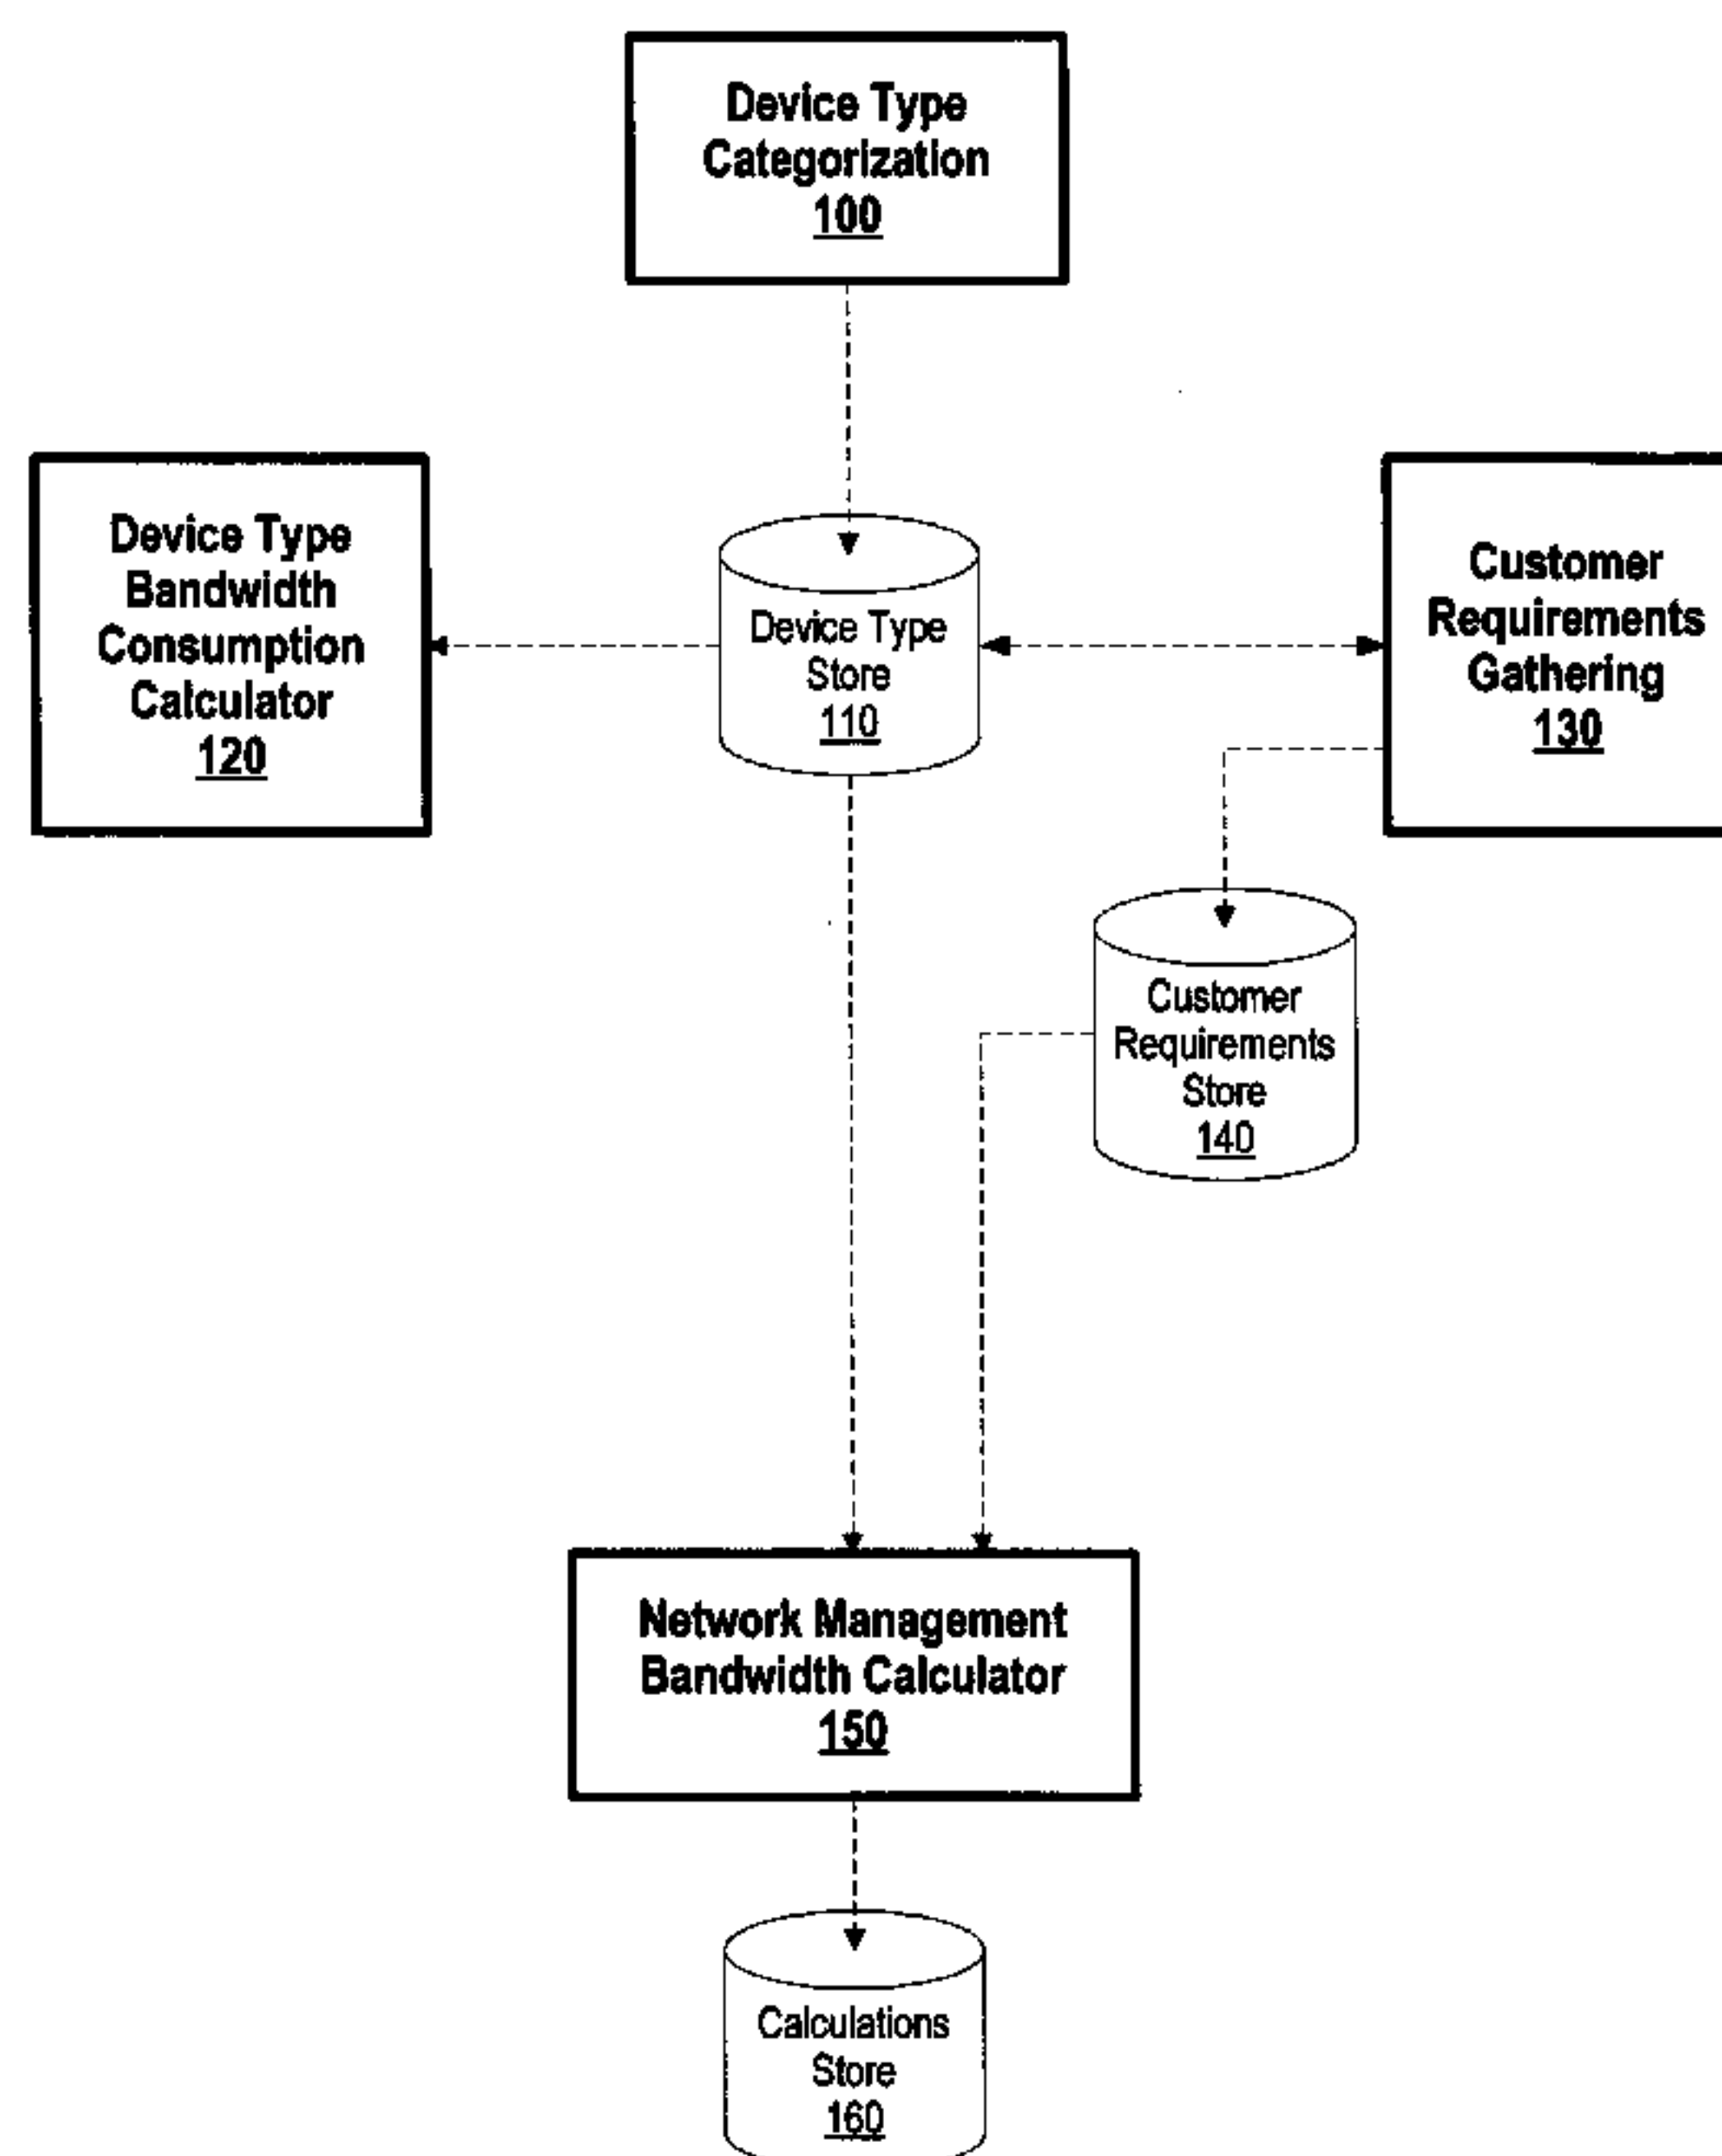 Device Type
Categorization
100
Device Type
Bandwidth
Consumption
Calculator
120
Device Type
Store
110
Customer
Requirements
Gathering
130
Customer
Requirements
Store
140
Network Management
Bandwidth Calculator
150
Calculations
Store
160